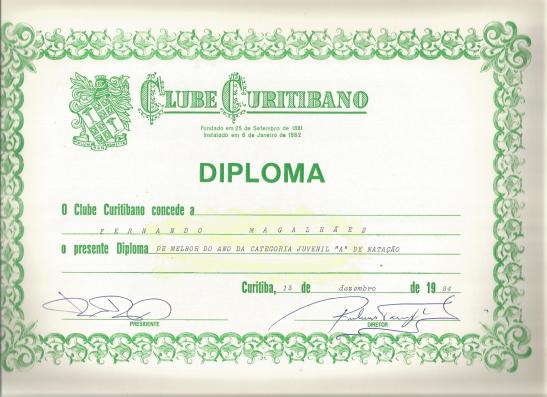 CLUBE CURITIBANO
Fundado em 25 de Setembro de 1881
Instalado em 6 de Janeiro de 1882
DIPLOMA
O Clube Curitibano concede a
FERNANDO MAGALHÃES
o presente Diploma DE MELHOR DO ANO DA CATEGORIA JUVENIL "A" DE NATAÇÃO
Curitiba, 15 de dezembro de 1984
PRESIDENTE
DIRETOR